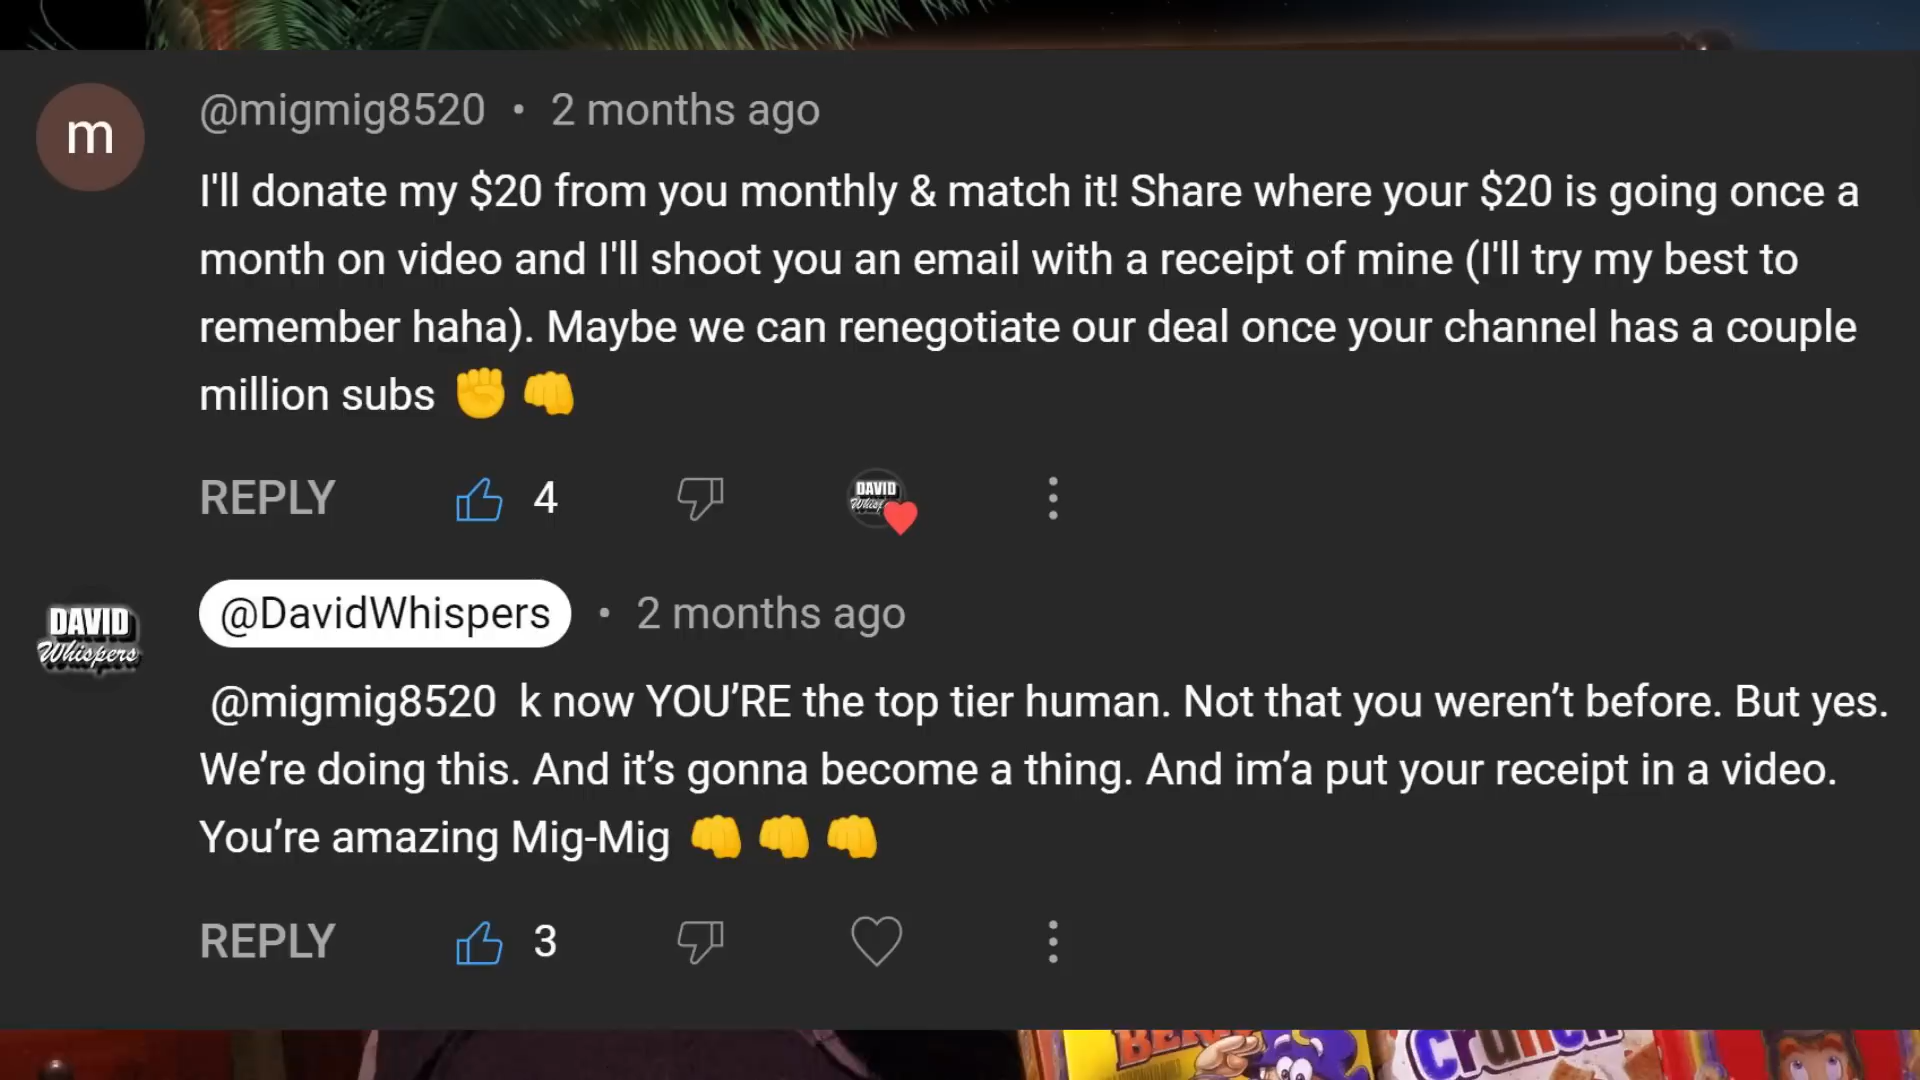 m
@migmig8520 • 2 months ago
I'll donate my $20 from you monthly & match it! Share where your $20 is going once a
month on video and I'll shoot you an email with a receipt of mine (I'll try my best to
remember haha). Maybe we can renegotiate our deal once your channel has a couple
million subs ✊ 👊
REPLY 4
DAVID
DAVID
Whispers
@DavidWhispers • 2 months ago
@migmig8520 k now YOU’RE the top tier human. Not that you weren’t before. But yes.
We’re doing this. And it’s gonna become a thing. And im’a put your receipt in a video.
You’re amazing Mig-Mig 👊 👊 👊
REPLY 3
Crunch